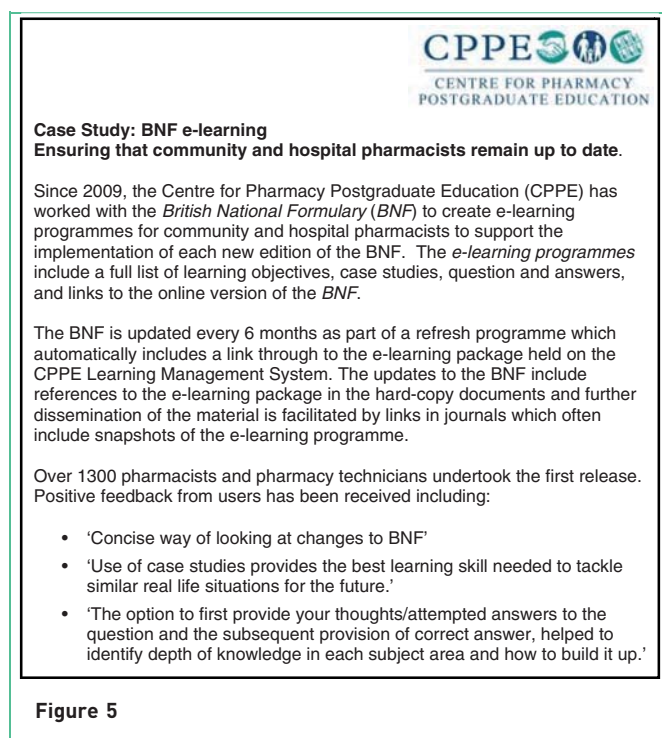 CPPE
CENTRE FOR PHARMACY
POSTGRADUATE EDUCATION
Case Study: BNF e-learning
Ensuring that community and hospital pharmacists remain up to date.
Since 2009, the Centre for Pharmacy Postgraduate Education (CPPE) has
worked with the British National Formulary (BNF) to create e-learning
programmes for community and hospital pharmacists to support the
implementation of each new edition of the BNF. The e-learning programmes
include a full list of learning objectives, case studies, question and answers,
and links to the online version of the BNF.
The BNF is updated every 6 months as part of a refresh programme which
automatically includes a link through to the e-learning package held on the
CPPE Learning Management System. The updates to the BNF include
references to the e-learning package in the hard-copy documents and further
dissemination of the material is facilitated by links in journals which often
include snapshots of the e-learning programme.
Over 1300 pharmacists and pharmacy technicians undertook the first release.
Positive feedback from users has been received including:
• ‘Concise way of looking at changes to BNF’
• ‘Use of case studies provides the best learning skill needed to tackle
similar real life situations for the future.’
• ‘The option to first provide your thoughts/attempted answers to the
question and the subsequent provision of correct answer, helped to
identify depth of knowledge in each subject area and how to build it up.’
Figure 5